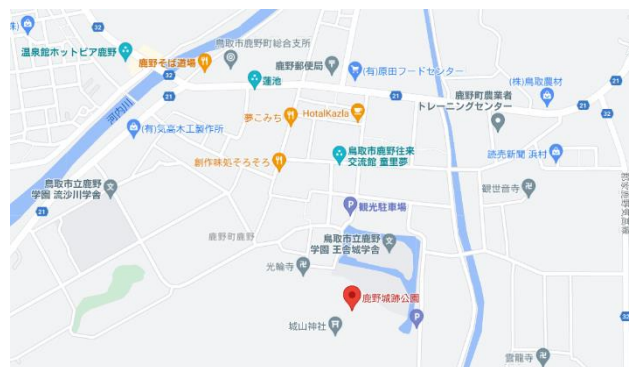 32
鳥取市鹿野町総合支所
温泉館ホットピア鹿野
鹿野そば道場
鹿野郵便局
(有)原田フードセンター
蓮池
21
21
21
32
(株)鳥取農材
鹿野町農業者
トレーニングセンター
夢こみち
HotalKazla
(有)気高木工製作所
鳥取市鹿野往来
交流館 童里夢
読売新聞 浜村
創作味処そろそろ
鳥取市立鹿野
学園 流沙川学舎
観世音寺
21
観光駐車場
鹿野町鹿野
鳥取市立鹿野
学園 王舎城学舎
光輪寺
鹿野城跡公園
城山神社
32
雲龍寺